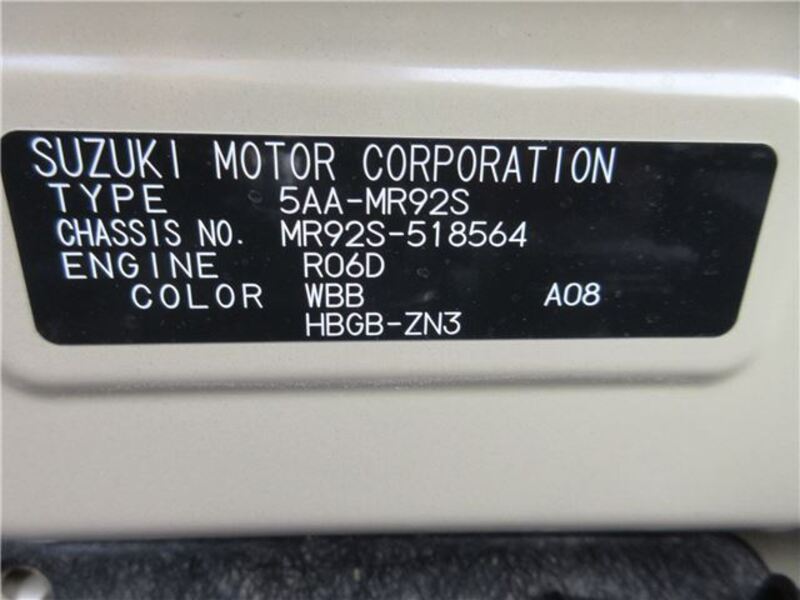 SUZUKI MOTOR CORPORATION
TYPE 5AA-MR92S
CHASSIS NO. MR92S-518564
ENGINE R06D
COLOR WBB A08
HBGB-ZN3